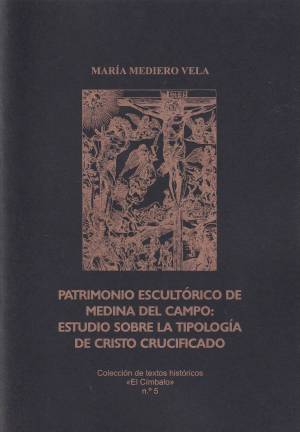 MARÍA MEDIERO VELA
PATRIMONIO ESCULTÓRICO DE
MEDINA DEL CAMPO:
ESTUDIO SOBRE LA TIPOLOGÍA
DE CRISTO CRUCIFICADO
Colección de textos históricos
«El Címbalo»
n.º 5